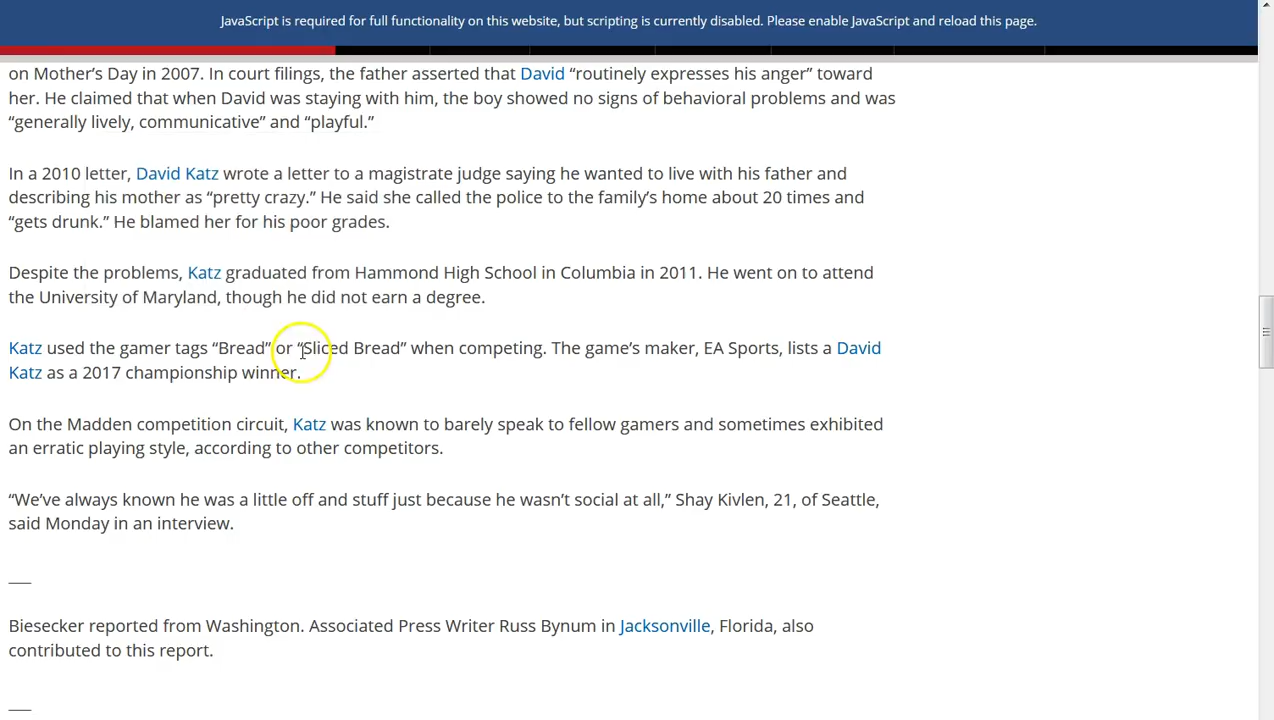 JavaScript is required for full functionality on this website, but scripting is currently disabled. Please enable JavaScript and reload this page.
on Mother’s Day in 2007. In court filings, the father asserted that David “routinely expresses his anger” toward
her. He claimed that when David was staying with him, the boy showed no signs of behavioral problems and was
“generally lively, communicative” and “playful.”
In a 2010 letter, David Katz wrote a letter to a magistrate judge saying he wanted to live with his father and
describing his mother as “pretty crazy.” He said she called the police to the family’s home about 20 times and
“gets drunk.” He blamed her for his poor grades.
Despite the problems, Katz graduated from Hammond High School in Columbia in 2011. He went on to attend
the University of Maryland, though he did not earn a degree.
Katz used the gamer tags “Bread” or “Sliced Bread” when competing. The game’s maker, EA Sports, lists a David
Katz as a 2017 championship winner.
On the Madden competition circuit, Katz was known to barely speak to fellow gamers and sometimes exhibited
an erratic playing style, according to other competitors.
“We’ve always known he was a little off and stuff just because he wasn’t social at all,” Shay Kivlen, 21, of Seattle,
said Monday in an interview.
___
Biesecker reported from Washington. Associated Press Writer Russ Bynum in Jacksonville, Florida, also
contributed to this report.
___